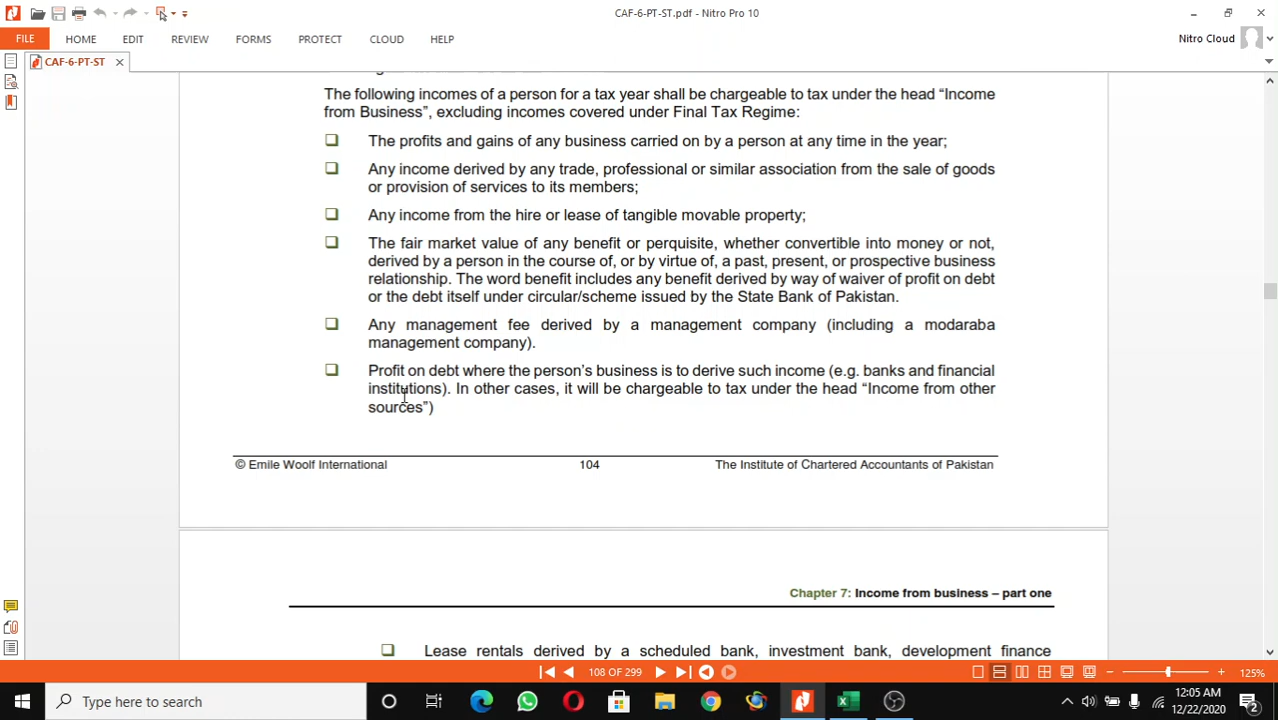 CAF-6-PT-ST.pdf - Nitro Pro 10
FILE HOME EDIT REVIEW FORMS PROTECT CLOUD HELP Nitro Cloud
CAF-6-PT-ST
The following incomes of a person for a tax year shall be chargeable to tax under the head “Income
from Business”, excluding incomes covered under Final Tax Regime:
The profits and gains of any business carried on by a person at any time in the year;
Any income derived by any trade, professional or similar association from the sale of goods
or provision of services to its members;
Any income from the hire or lease of tangible movable property;
The fair market value of any benefit or perquisite, whether convertible into money or not,
derived by a person in the course of, or by virtue of, a past, present, or prospective business
relationship. The word benefit includes any benefit derived by way of waiver of profit on debt
or the debt itself under circular/scheme issued by the State Bank of Pakistan.
Any management fee derived by a management company (including a modaraba
management company).
Profit on debt where the person’s business is to derive such income (e.g. banks and financial
institutions). In other cases, it will be chargeable to tax under the head “Income from other
sources”)
© Emile Woolf International 104 The Institute of Chartered Accountants of Pakistan
Chapter 7: Income from business – part one
Lease rentals derived by a scheduled bank, investment bank, development finance
108 OF 299 125%
Type here to search
12:05 AM
12/22/2020
2